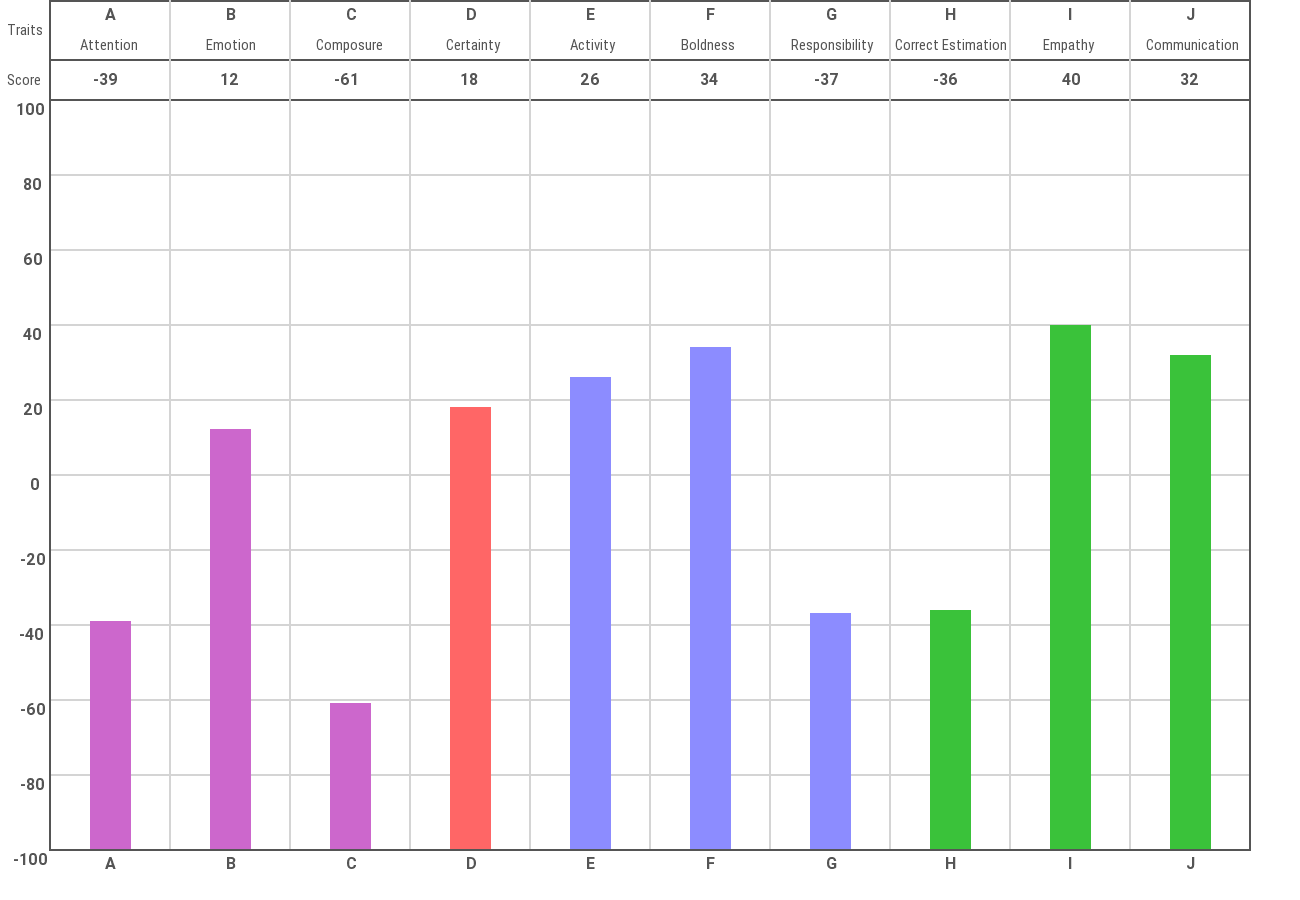 Traits A B C D E F G H I J
Attention Emotion Composure Certainty Activity Boldness Responsibility Correct Estimation Empathy Communication
Score -39 12 -61 18 26 34 -37 -36 40 32
100
80
60
40
20
0
-20
-40
-60
-80
-100
A B C D E F G H I J